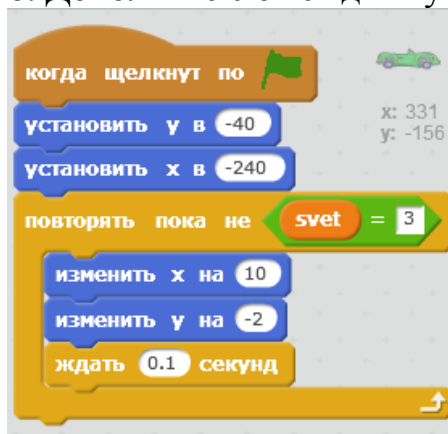 когда щелкнут по
установить y в -40
x: 331
y: -156
установить x в -240
повторять пока не svet = 3
изменить x на 10
изменить y на -2
ждать 0.1 секунд